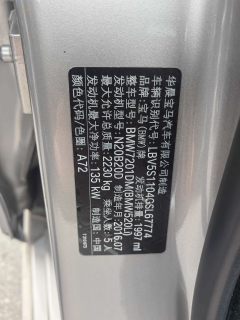 华晨宝马汽车有限公司制造
车辆识别代号: LBV5S1104GSL67774
品牌: 宝马(BMW)牌
整车型号: BMW7201DM(BMW520Li)
发动机型号: N20B20D 发动机排量: 1997 ml
最大允许总质量: 2230 kg 制造年月: 2016.07
发动机最大净功率: 135 kW 乘坐人数: 5 人
颜色代码/色墨: A72 制造国: 中国